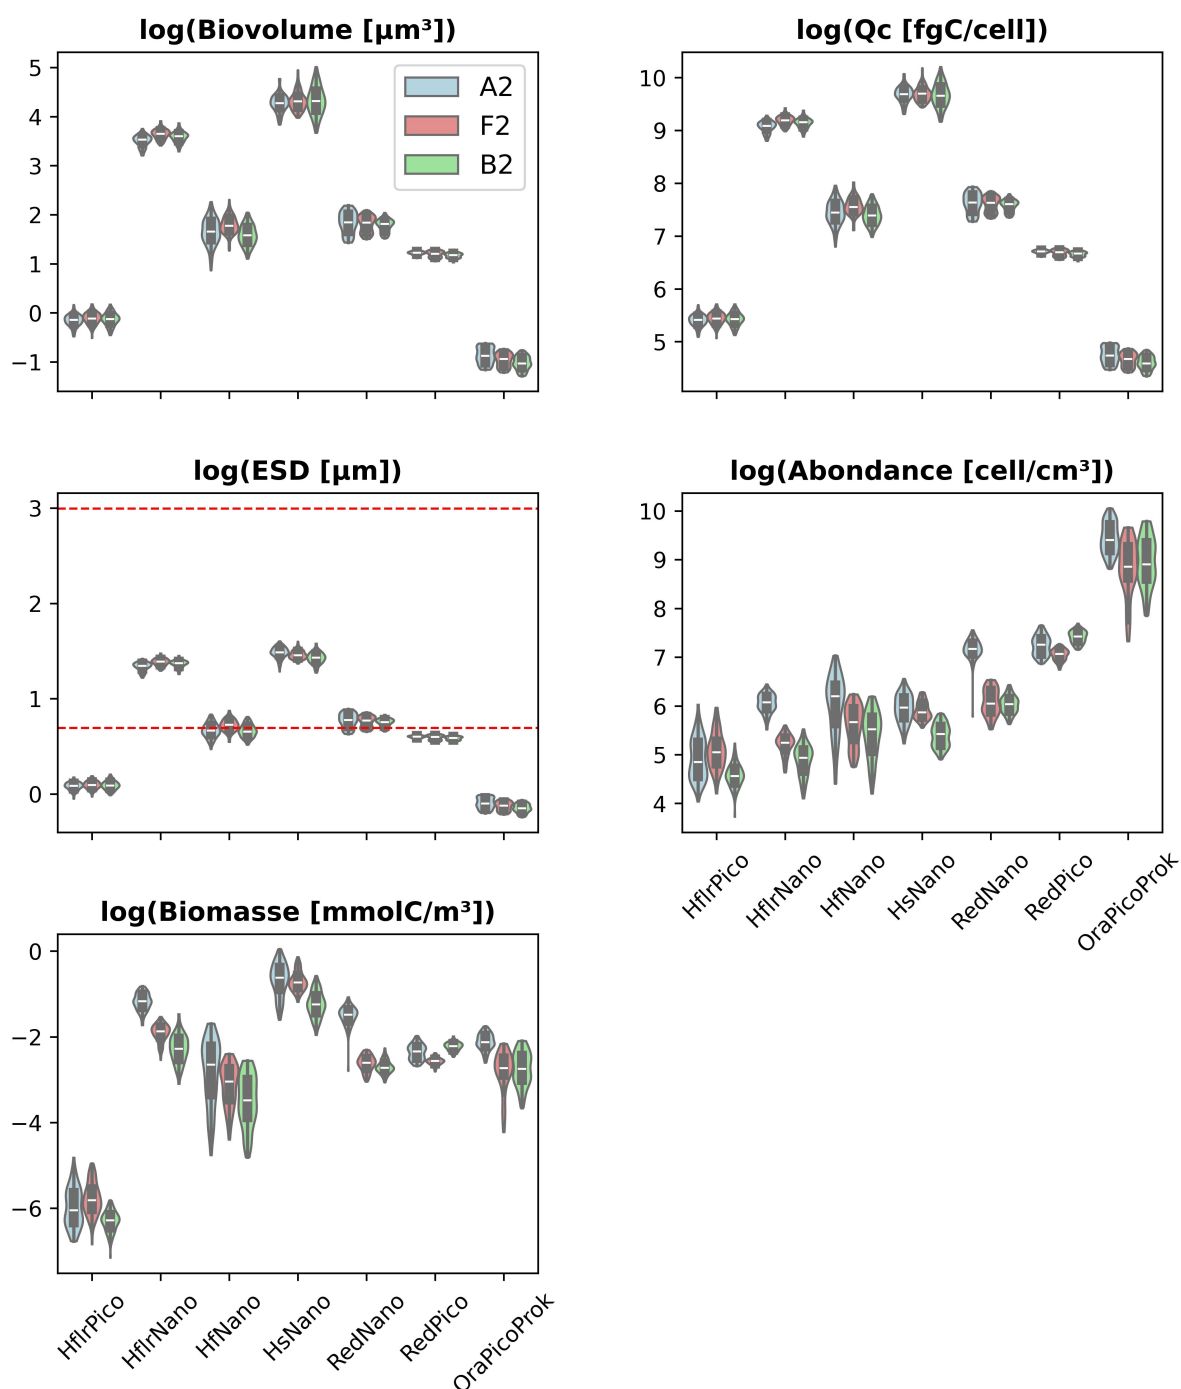 log(Biovolume [µm³])
5
4
3
2
1
0
−1
A2
F2
B2
log(Qc [fgC/cell])
10
9
8
7
6
5
log(ESD [µm])
3
2
1
0
log(Abondance [cell/cm³])
10
9
8
7
6
5
4
HflrPico
HflrNano
HfNano
HsNano
RedNano
RedPico
OraPicoProk
log(Biomasse [mmolC/m³])
0
−2
−4
−6
HflrPico
HflrNano
HfNano
HsNano
RedNano
RedPico
OraPicoProk